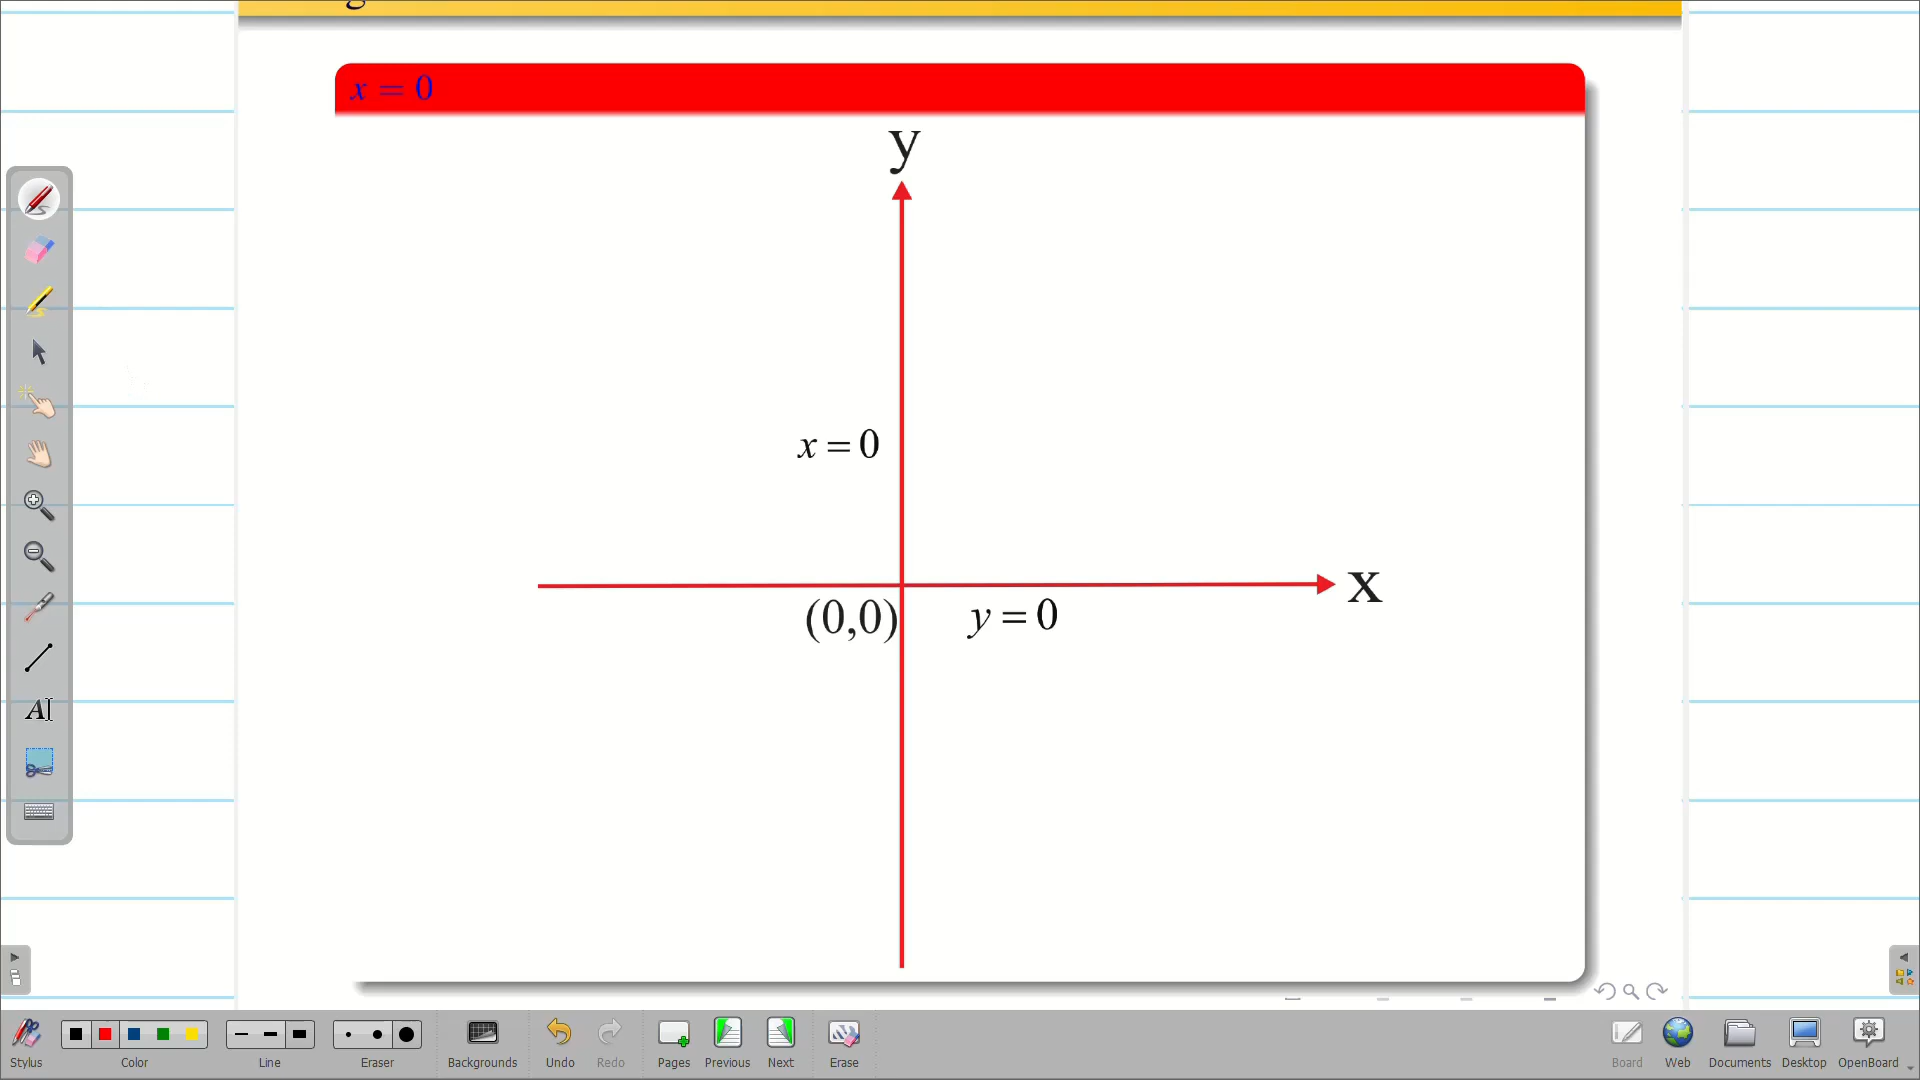 x = 0
y
x = 0
x
(0,0)
y = 0
Stylus
Color
Line
Eraser
Backgrounds
Undo
Redo
Pages
Previous
Next
Erase
Board
Web
Documents
Desktop
OpenBoard